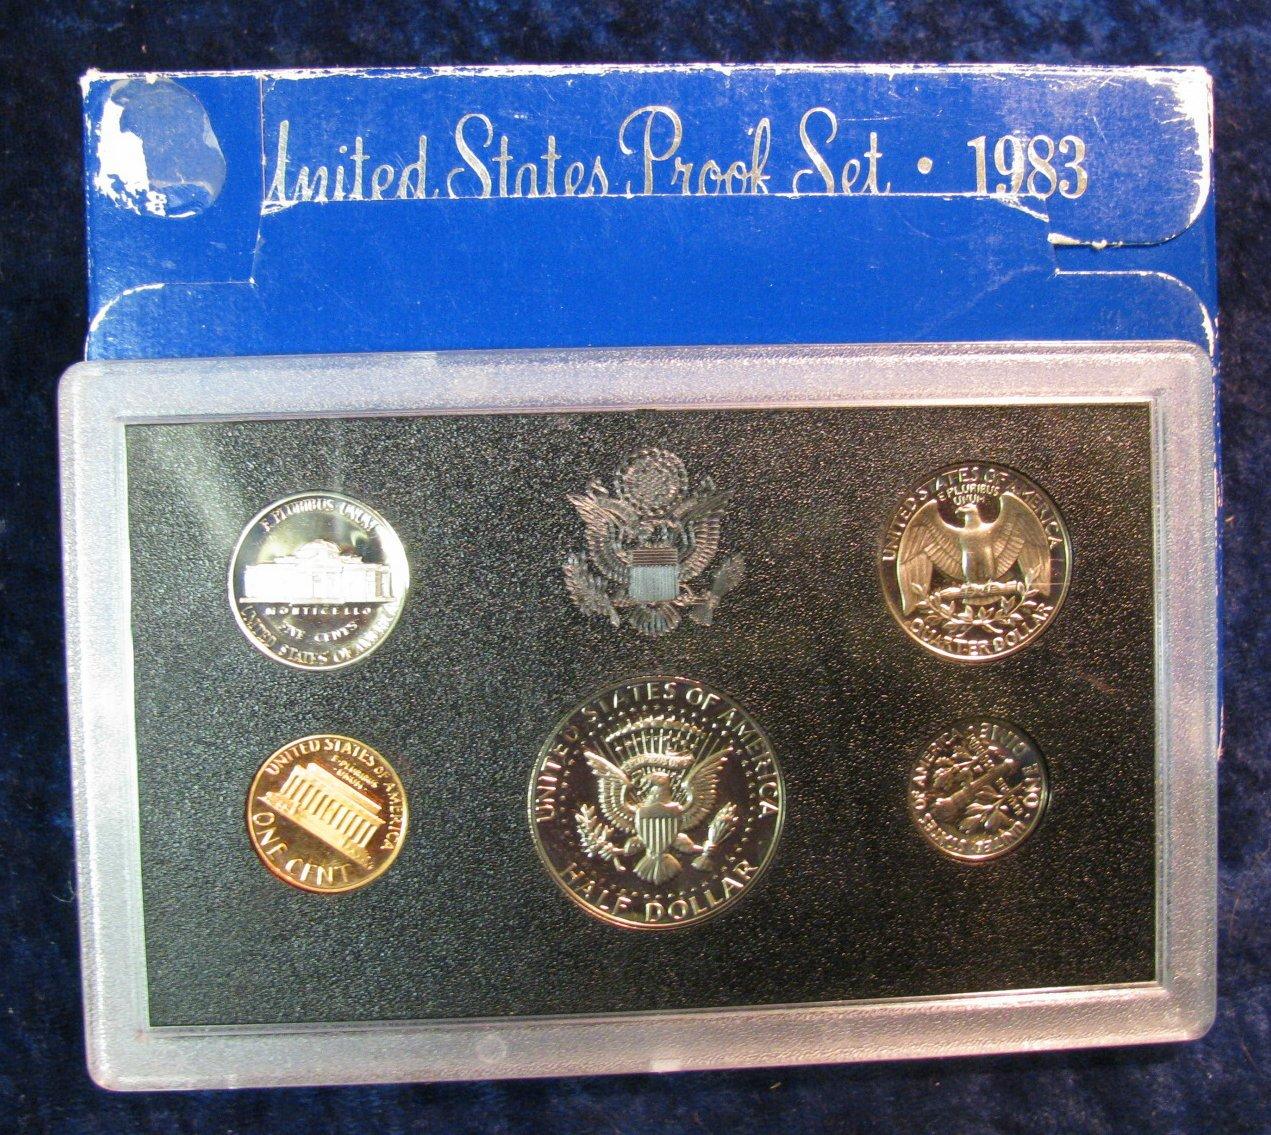 United States Proof Set • 1983
E PLURIBUS UNUM
MONTICELLO
FIVE CENTS
UNITED STATES OF AMERICA
UNITED STATES OF AMERICA
E PLURIBUS
UNUM
QUARTER DOLLAR
UNITED STATES OF AMERICA
E PLURIBUS
UNUM
ONE CENT
UNITED STATES OF AMERICA
HALF DOLLAR
UNITED STATES OF AMERICA
ONE DIME